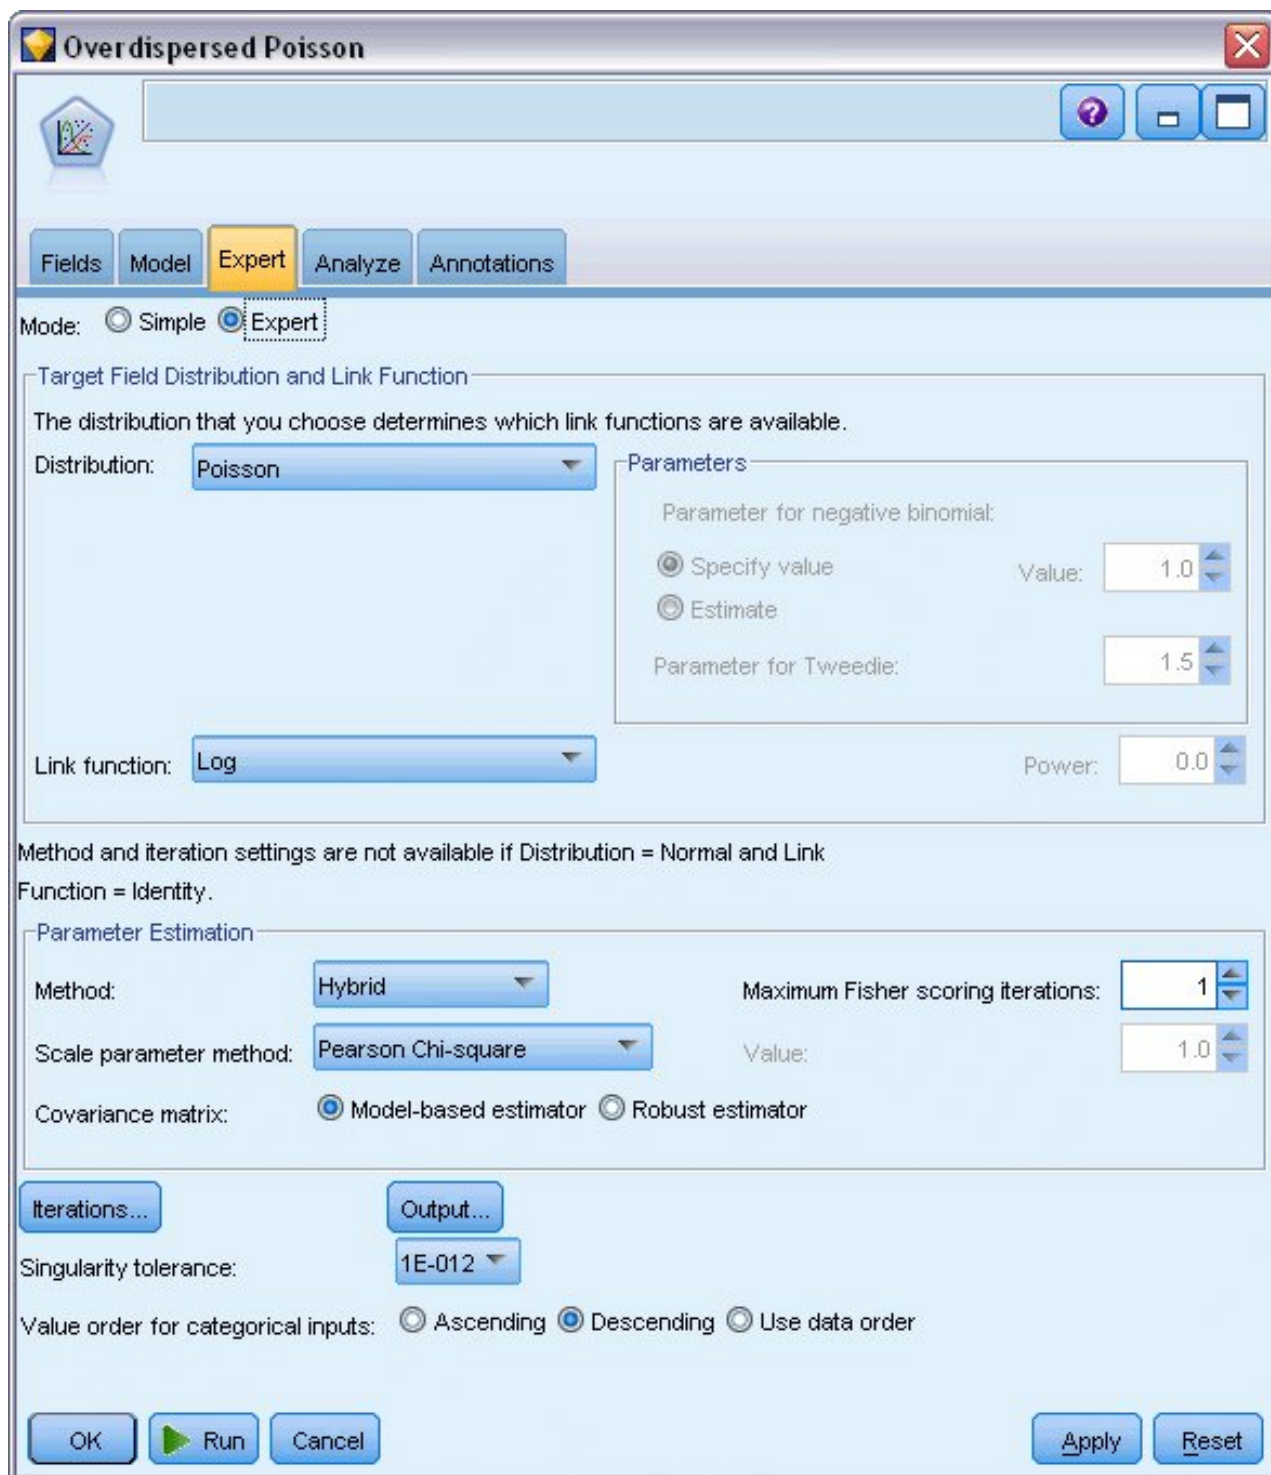 Overdispersed Poisson
Fields Model Expert Analyze Annotations
Mode: Simple Expert
Target Field Distribution and Link Function
The distribution that you choose determines which link functions are available.
Distribution: Poisson
Parameters
Parameter for negative binomial:
Specify value Value: 1.0
Estimate
Parameter for Tweedie: 1.5
Link function: Log Power: 0.0
Method and iteration settings are not available if Distribution = Normal and Link
Function = Identity.
Parameter Estimation
Method: Hybrid Maximum Fisher scoring iterations: 1
Scale parameter method: Pearson Chi-square Value: 1.0
Covariance matrix: Model-based estimator Robust estimator
Iterations... Output...
Singularity tolerance: 1E-012
Value order for categorical inputs: Ascending Descending Use data order
OK Run Cancel Apply Reset